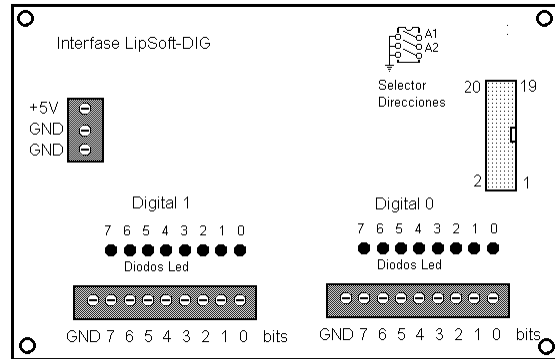 Interfase LipSoft-DIG
A1
A2
Selector
Direcciones
20 19
2 1
+5V
GND
GND
Digital 1
7 6 5 4 3 2 1 0
Diodos Led
GND 7 6 5 4 3 2 1 0 bits
Digital 0
7 6 5 4 3 2 1 0
Diodos Led
GND 7 6 5 4 3 2 1 0 bits